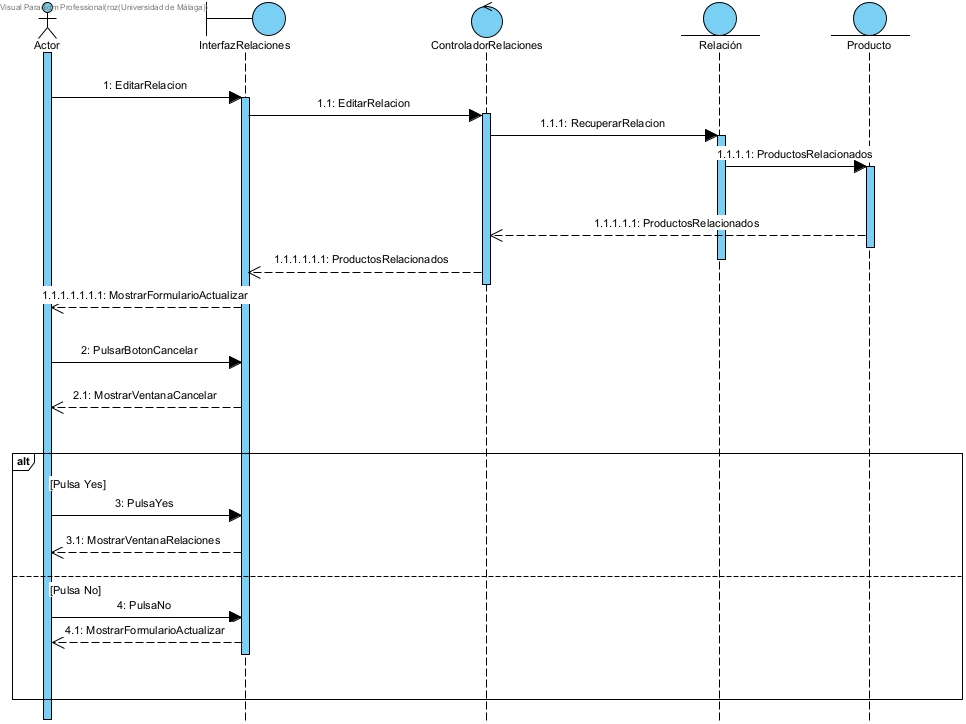 Visual Paradigm Professional(roz(Universidad de Málaga))
Actor
InterfazRelaciones
ControladorRelaciones
Relación
Producto
1: EditarRelacion
1.1: EditarRelacion
1.1.1: RecuperarRelacion
1.1.1.1: ProductosRelacionados
1.1.1.1.1: ProductosRelacionados
1.1.1.1.1.1: ProductosRelacionados
1.1.1.1.1.1.1: MostrarFormularioActualizar
2: PulsarBotonCancelar
2.1: MostrarVentanaCancelar
alt
[Pulsa Yes]
3: PulsaYes
3.1: MostrarVentanaRelaciones
[Pulsa No]
4: PulsaNo
4.1: MostrarFormularioActualizar